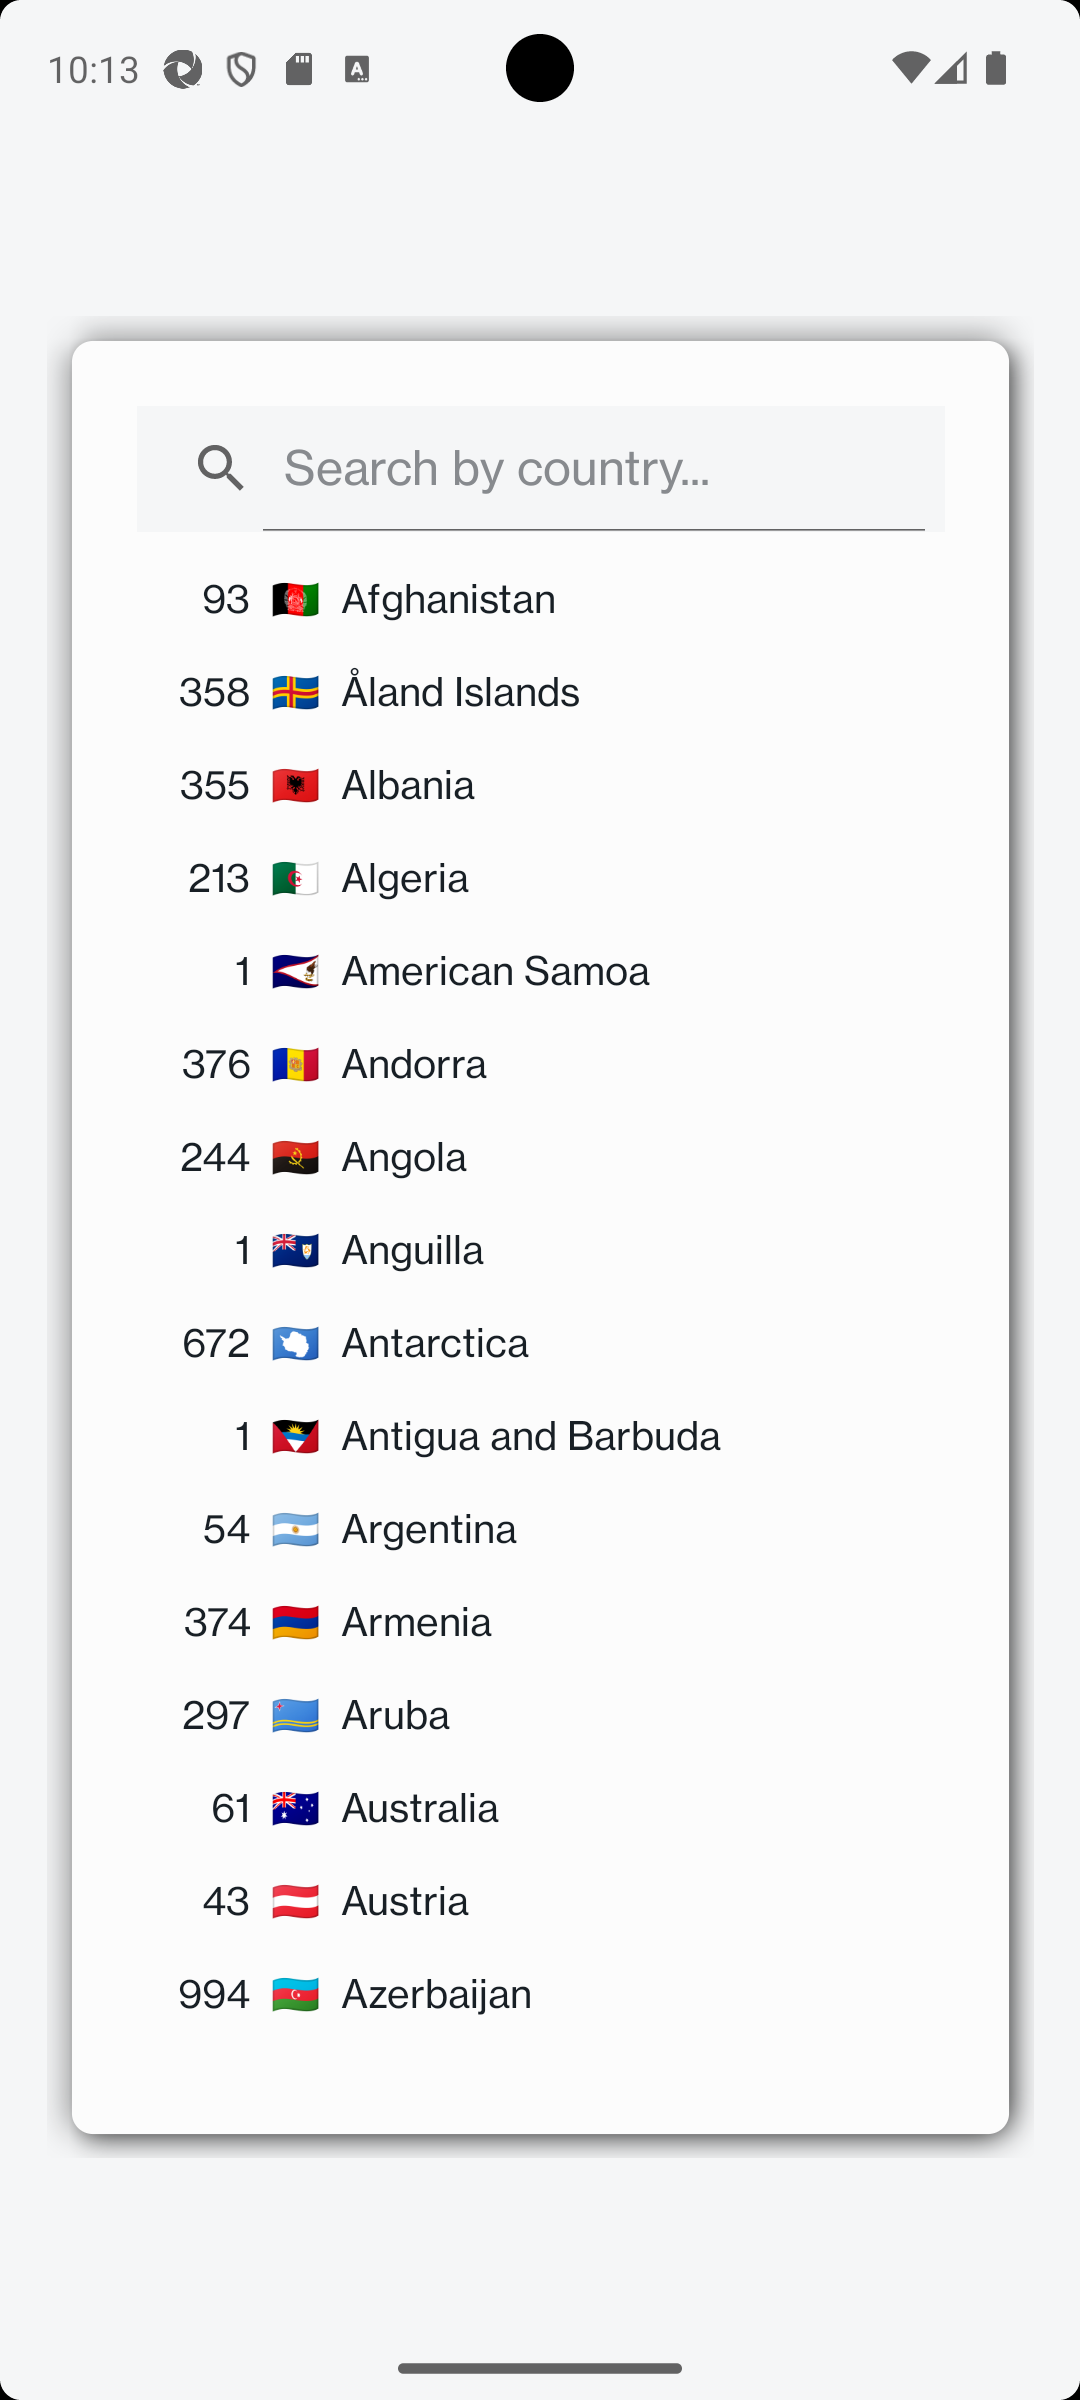 10:13
Search by country...
93 Afghanistan
358 Åland Islands
355 Albania
213 Algeria
1 American Samoa
376 Andorra
244 Angola
1 Anguilla
672 Antarctica
1 Antigua and Barbuda
54 Argentina
374 Armenia
297 Aruba
61 Australia
43 Austria
994 Azerbaijan